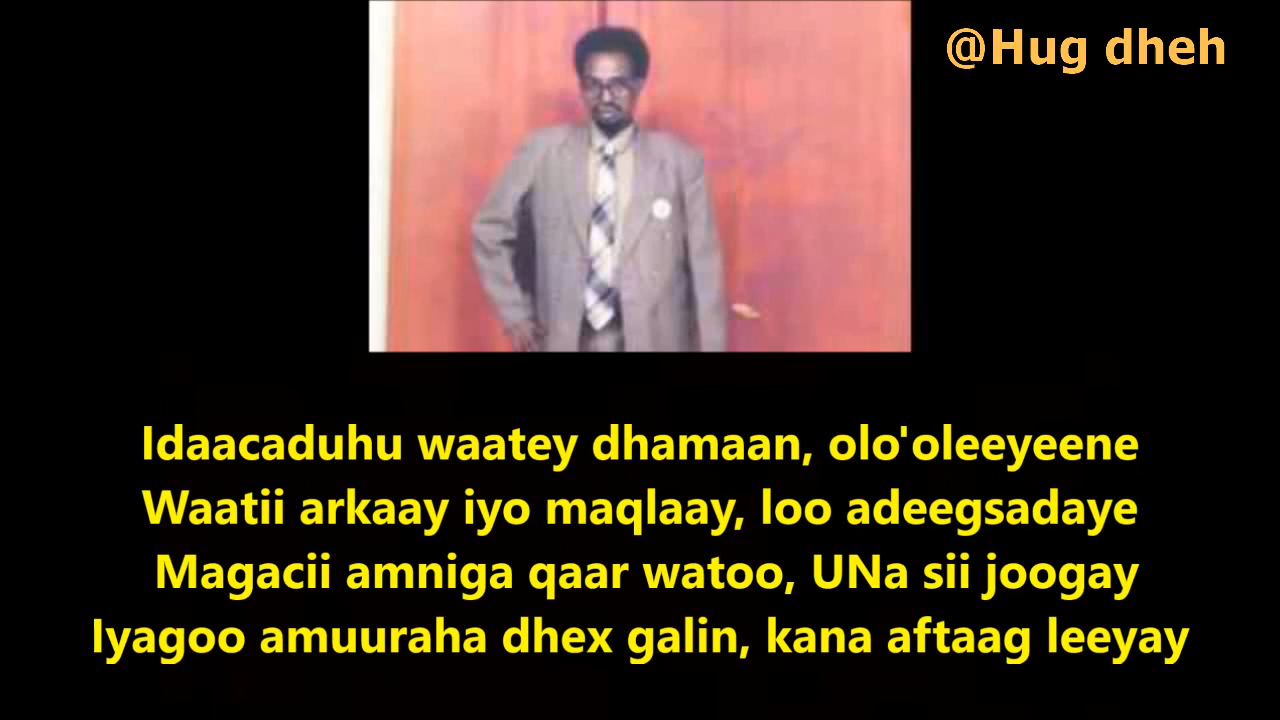 @Hug dheh
Idaacaduhu waatey dhamaan, olo'oleeyeene
Waatii arkaay iyo maqlaay, loo adeegsadaye
Magacii amniga qaar watoo, UNa sii joogay
Iyagoo amuuraha dhex galin, kana aftaag leeyay